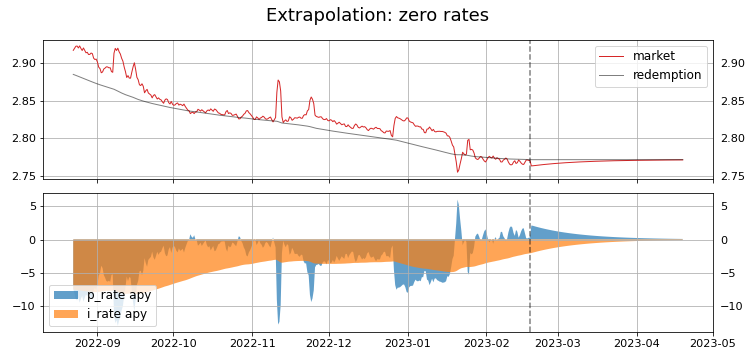 Extrapolation: zero rates
2.90 2.90
2.85 2.85
2.80 2.80
2.75 2.75
market
redemption
5 5
0 0
−5 −5
−10 −10
p_rate apy
i_rate apy
2022-09 2022-10 2022-11 2022-12 2023-01 2023-02 2023-03 2023-04 2023-05